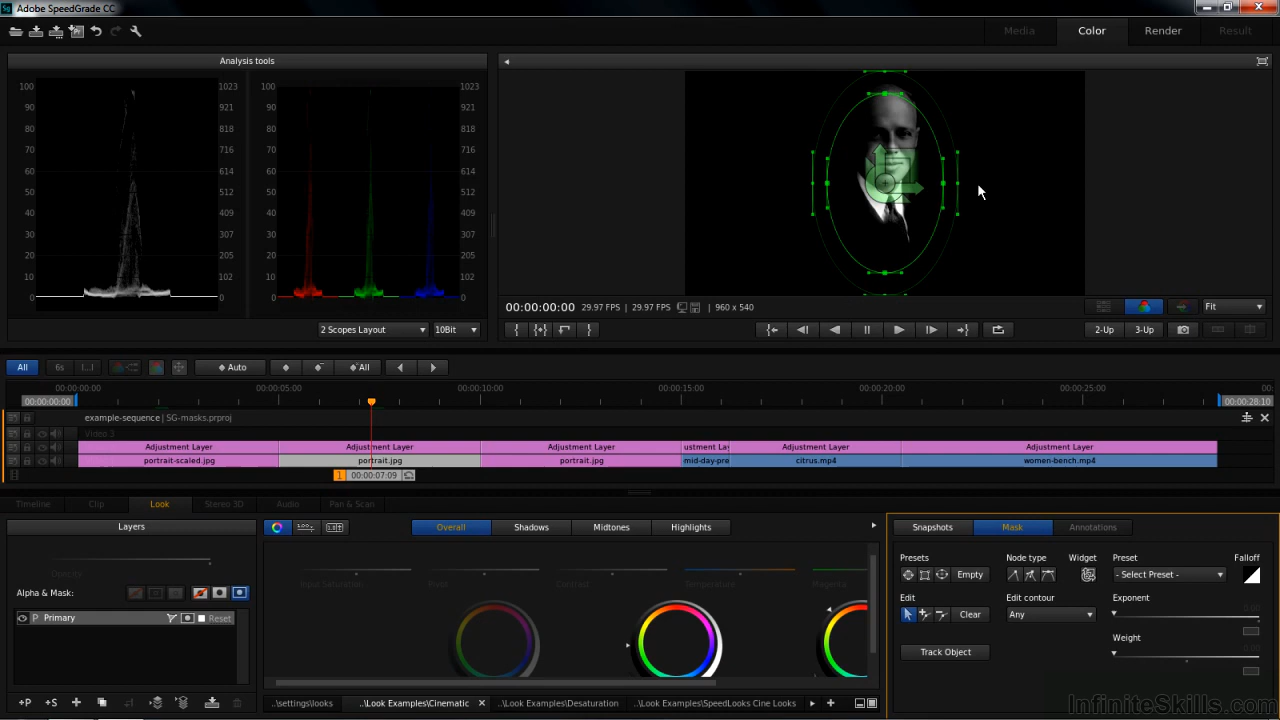 Adobe SpeedGrade CC
Media Color Render Result
Analysis tools
100 1023 100 1023
90 921 90 921
80 818 80 818
70 716 70 716
60 614 60 614
50 512 50 512
40 409 40 409
30 307 30 307
20 205 20 205
10 102 10 102
0 0 0 0
2 Scopes Layout 10Bit
00:00:00:00 29.97 FPS | 29.97 FPS | 960 x 540 Fit
2-Up 3-Up
All 6s I...I Auto All
00:00:00:00 00:00:05:00 00:00:10:00 00:00:15:00 00:00:20:00 00:00:25:00 00:
00:00:00:00 00:00:28:10
example-sequence | SG-masks.prproj
Video 3
Adjustment Layer Adjustment Layer Adjustment Layer ustment Lay Adjustment Layer Adjustment Layer
portrait-scaled.jpg portrait.jpg portrait.jpg mid-day-pre citrus.mp4 women-bench.mp4
1 00:00:07:09
Timeline Clip Look Stereo 3D Audio Pan & Scan
Layers
Opacity
Alpha & Mask:
P Primary Reset
+P +S
Overall Shadows Midtones Highlights
Input Saturation Pivot Contrast Temperature Magenta
..\settings\looks ..\Look Examples\Cinematic ..\Look Examples\Desaturation ..\Look Examples\SpeedLooks Cine Looks
Snapshots Mask Annotations
Presets Node type Widget Preset Falloff
Empty - Select Preset -
Edit Edit contour Exponent
Clear Any
Weight
Track Object
InfiniteSkills.com